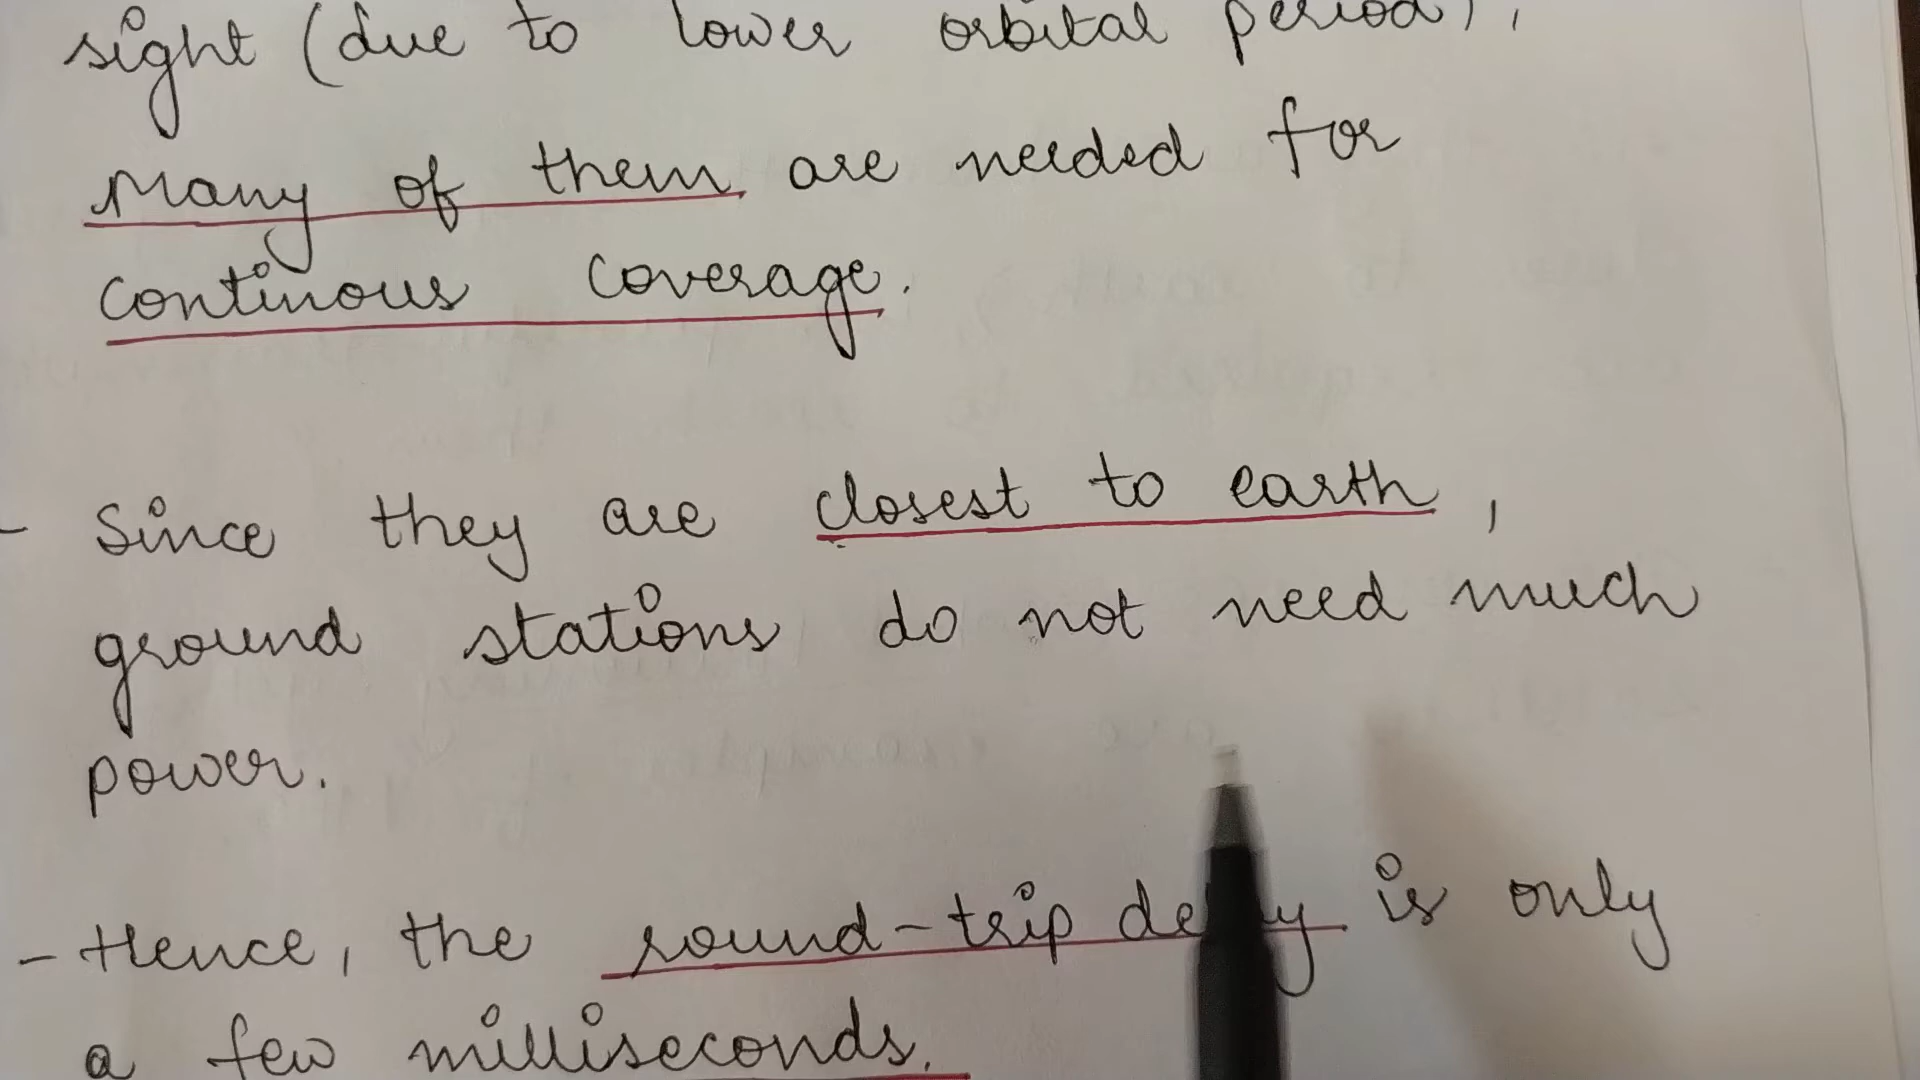 sight (due to lower orbital period),
Many of them are needed for
continous coverage.
- Since they are closest to earth,
ground stations do not need much
power.
- Hence, the round-trip delay is only
a few milliseconds.